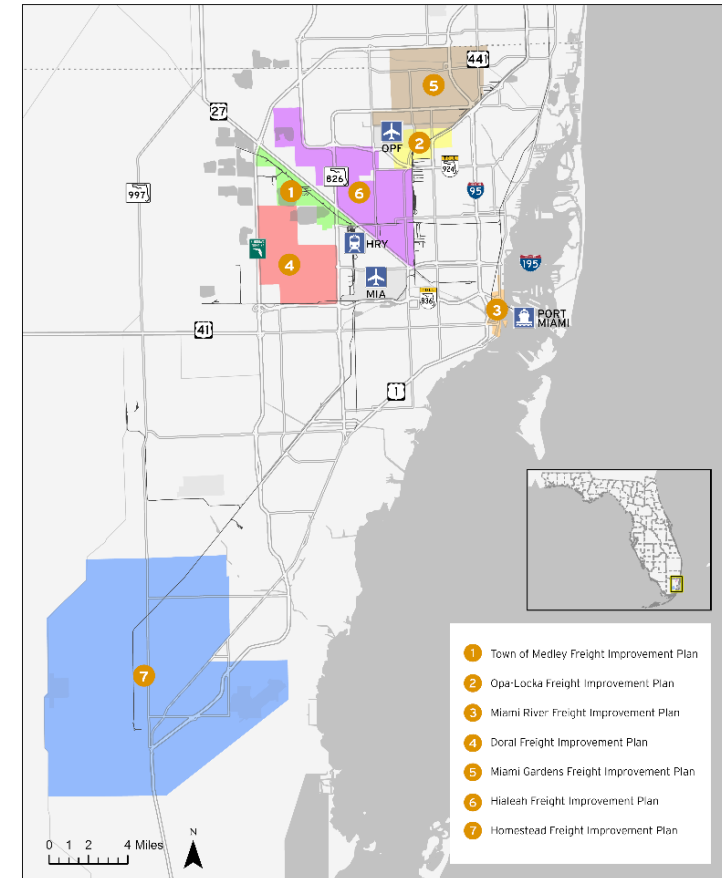 441
5
27
OPF
2
924
826
95
997
1
6
HRY
195
4
MIA
836
3
PORT
MIAMI
41
1
7
1 Town of Medley Freight Improvement Plan
2 Opa-Locka Freight Improvement Plan
3 Miami River Freight Improvement Plan
4 Doral Freight Improvement Plan
5 Miami Gardens Freight Improvement Plan
6 Hialeah Freight Improvement Plan
7 Homestead Freight Improvement Plan
0 1 2 4 Miles
N